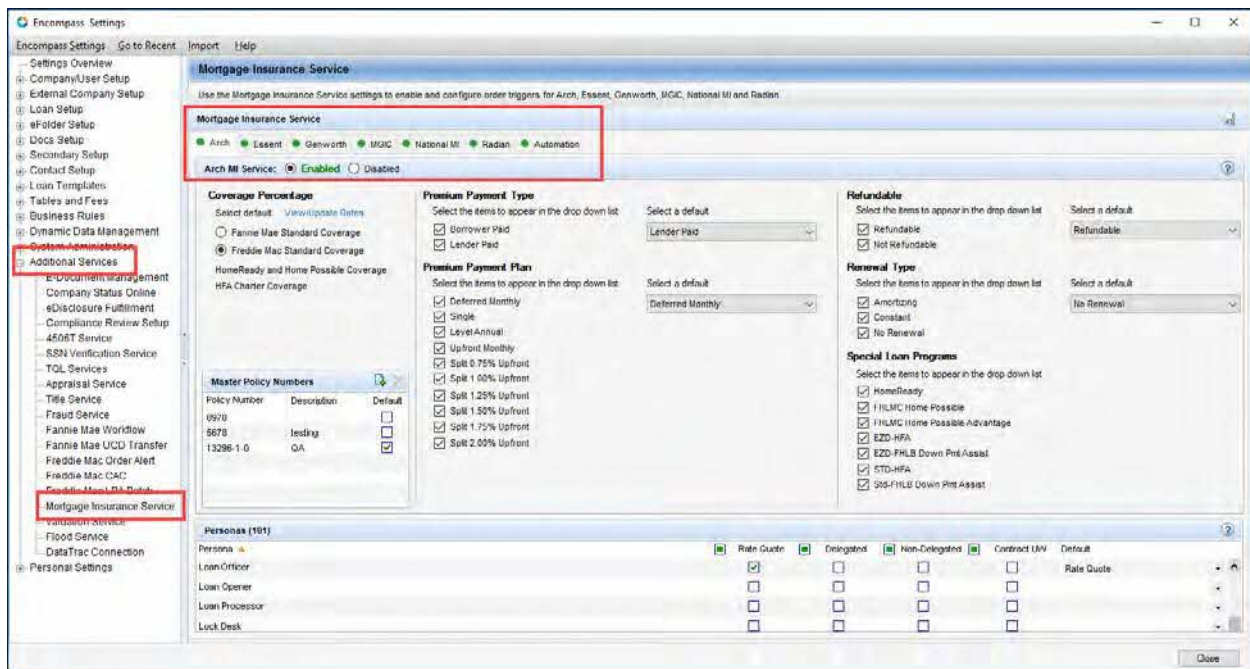 Encompass Settings
Encompass Settings Go to Recent Import Help
Settings Overview
Company/User Setup
External Company Setup
Loan Setup
eFolder Setup
Docs Setup
Secondary Setup
Contact Setup
Loan Templates
Tables and Fees
Business Rules
Dynamic Data Management
System Administration
Additional Services
E-Document Management
Company Status Online
eDisclosure Fulfillment
Compliance Review Setup
4506T Service
SSN Verification Service
TQL Services
Appraisal Service
Title Service
Fraud Service
Fannie Mae Workflow
Fannie Mae UCD Transfer
Freddie Mac Order Alert
Freddie Mac CAC
Freddie Mac LPA Batch
Mortgage Insurance Service
Valuation Service
Flood Service
DataTrac Connection
Personal Settings
Mortgage Insurance Service
Use the Mortgage Insurance Service settings to enable and configure order triggers for Arch, Essent, Genworth, MGIC, National MI and Radian.
Mortgage Insurance Service
Arch Essent Genworth MGIC National MI Radian Automation
Arch MI Service: Enabled Disabled
Coverage Percentage
Select default View/Update Rates
Fannie Mae Standard Coverage
Freddie Mac Standard Coverage
HomeReady and Home Possible Coverage
HFA Charter Coverage
Master Policy Numbers
Policy Number Description Default
6678 testing
13296-1-0 QA
Premium Payment Type
Select the items to appear in the drop down list Select a default
Borrower Paid Lender Paid
Lender Paid
Premium Payment Plan
Select the items to appear in the drop down list Select a default
Deferred Monthly Deferred Monthly
Single
Level Annual
Upfront Monthly
Split 0.75% Upfront
Split 1.00% Upfront
Split 1.25% Upfront
Split 1.50% Upfront
Split 1.75% Upfront
Split 2.00% Upfront
Refundable
Select the items to appear in the drop down list Select a default
Refundable Refundable
Not Refundable
Renewal Type
Select the items to appear in the drop down list Select a default
Amortizing No Renewal
Constant
No Renewal
Special Loan Programs
Select the items to appear in the drop down list
HomeReady
FHLMC Home Possible
FHLMC Home Possible Advantage
EZD-HFA
EZD-FHLB Down Pmt Assist
STD-HFA
Std-FHLB Down Pmt Assist
Personas (101)
Persona Rate Quote Delegated Non-Delegated Contract UW Default
Loan Officer Rate Quote
Loan Opener
Loan Processor
Lock Desk
Close